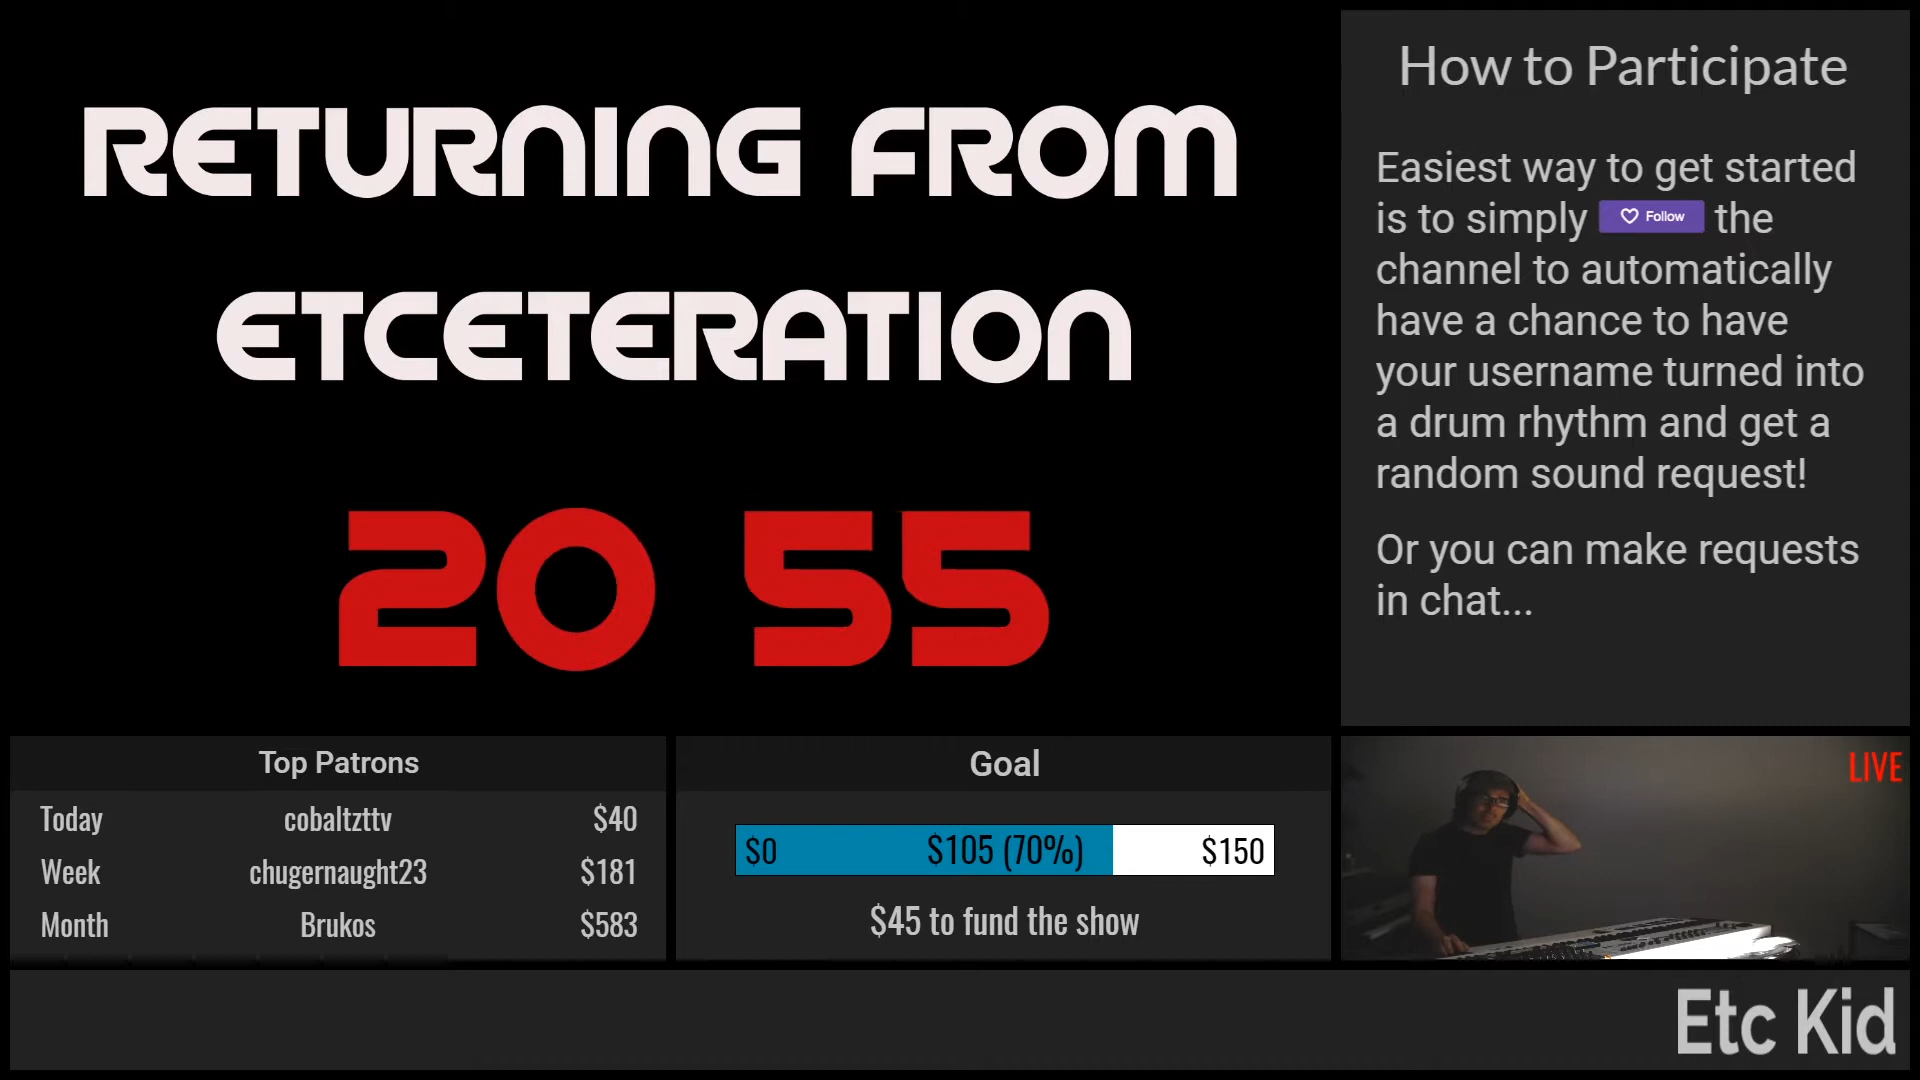 RETURNING FROM
ETCETERATION
20 55
How to Participate
Easiest way to get started
is to simply Follow the
channel to automatically
have a chance to have
your username turned into
a drum rhythm and get a
random sound request!
Or you can make requests
in chat...
Top Patrons
Today cobaltzttv $40
Week chugernaught23 $181
Month Brukos $583
Goal
$0 $105 (70%) $150
$45 to fund the show
LIVE
Etc Kid